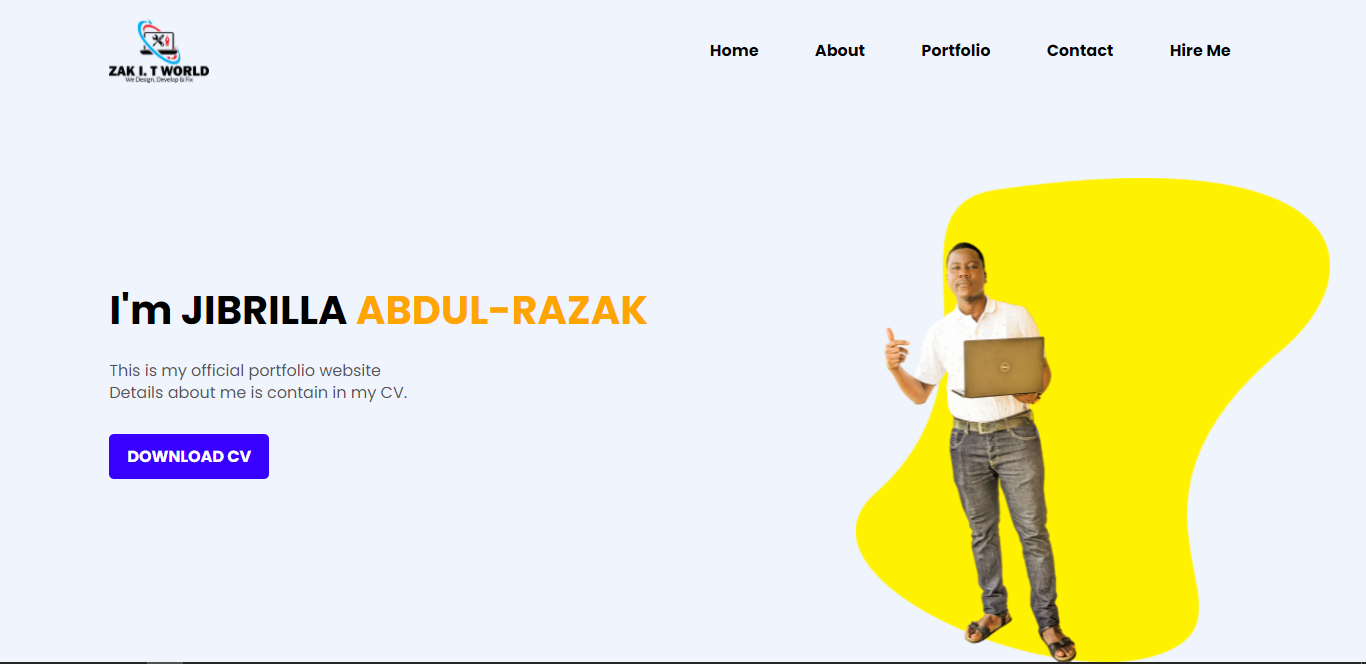 ZAK I. T WORLD
We Design, Develop & Fix
Home About Portfolio Contact Hire Me
I'm JIBRILLA ABDUL-RAZAK
This is my official portfolio website
Details about me is contain in my CV.
DOWNLOAD CV
DELL